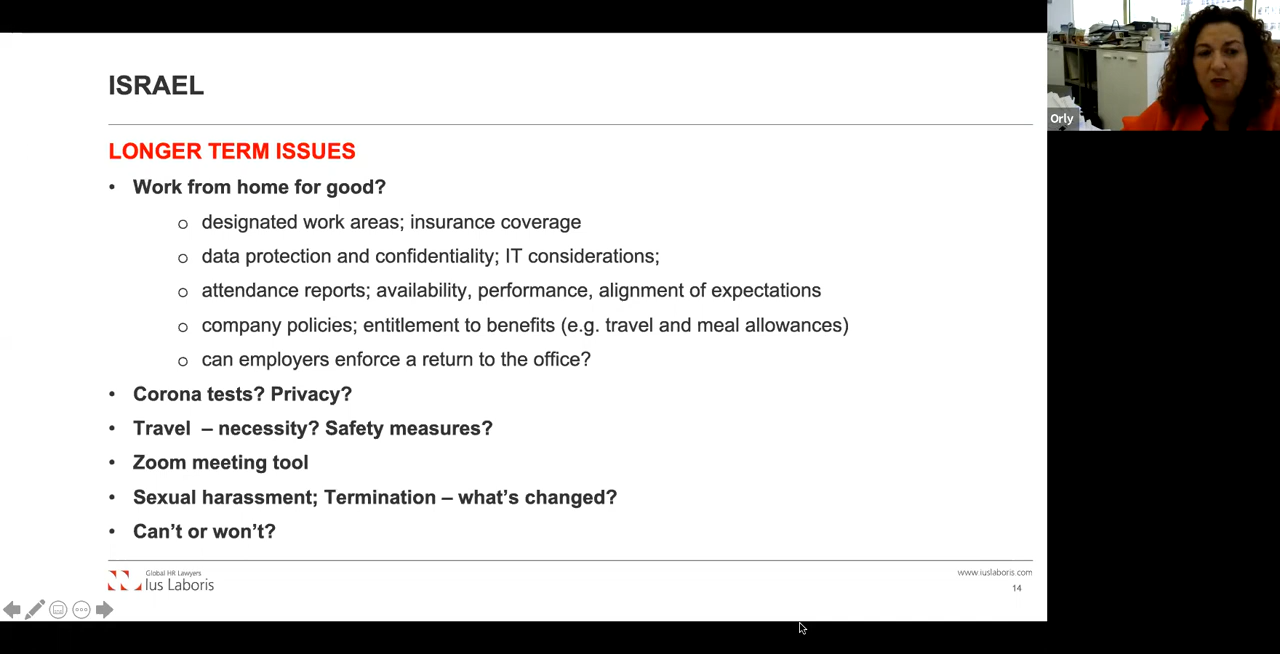 ISRAEL
LONGER TERM ISSUES
• Work from home for good?
o designated work areas; insurance coverage
o data protection and confidentiality; IT considerations;
o attendance reports; availability, performance, alignment of expectations
o company policies; entitlement to benefits (e.g. travel and meal allowances)
o can employers enforce a return to the office?
• Corona tests? Privacy?
• Travel – necessity? Safety measures?
• Zoom meeting tool
• Sexual harassment; Termination – what’s changed?
• Can’t or won’t?
Global HR Lawyers
Ius Laboris
www.iuslaboris.com
14
Orly